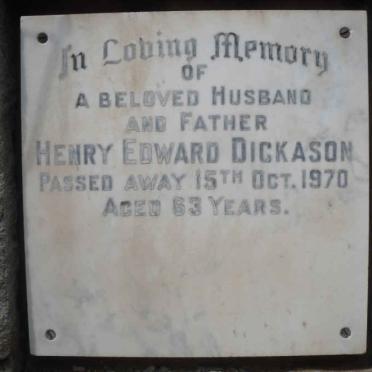 In Loving Memory
OF
A BELOVED HUSBAND
AND FATHER
HENRY EDWARD DICKASON
PASSED AWAY 15TH OCT. 1970
AGED 63 YEARS.